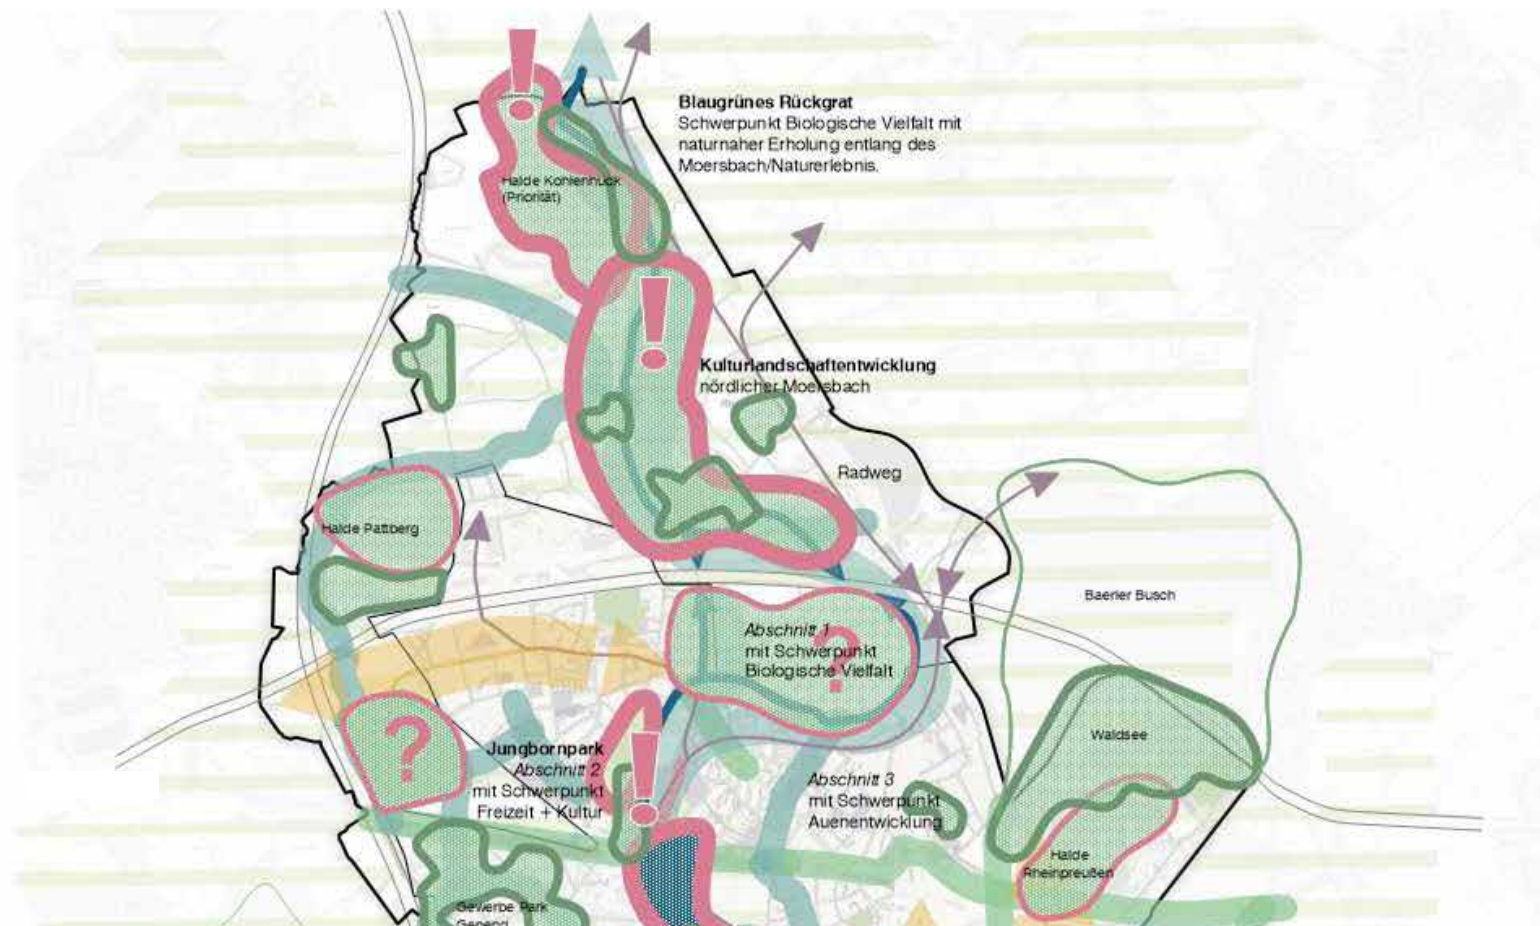 Blaugrünes Rückgrat
Schwerpunkt Biologische Vielfalt mit
naturnaher Erholung entlang des
Moersbach/Naturerlebnis.
Halde Kohlenhuck
(Priorität)
Kulturlandschaftentwicklung
nördlicher Moersbach
Radweg
Halde Pattberg
Baerler Busch
Abschnitt 1
mit Schwerpunkt
Biologische Vielfalt
?
?
Waldsee
Jungbornpark
Abschnitt 2
mit Schwerpunkt
Freizeit + Kultur
Abschnitt 3
mit Schwerpunkt
Auenentwicklung
Halde
Rheinpreußen
Gewerbe Park
Genend
!
!
!